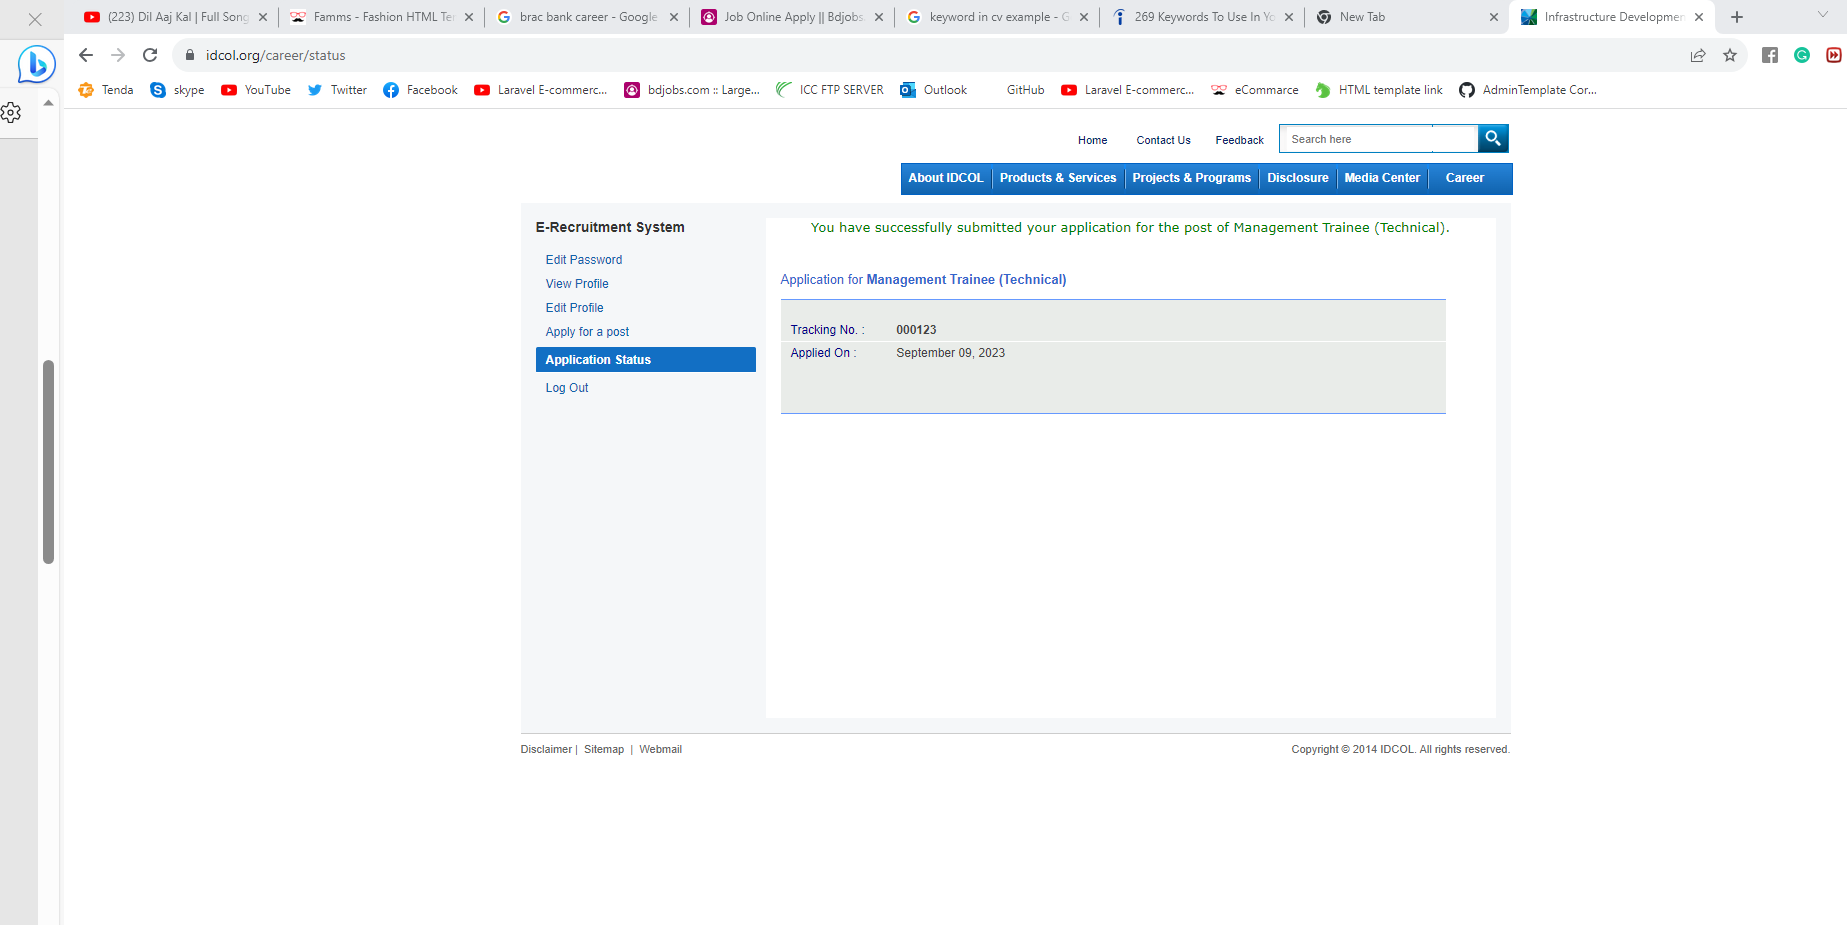 (223) Dil Aaj Kal | Full Song
Famms - Fashion HTML Te
brac bank career - Google
Job Online Apply || Bdjobs.
keyword in cv example - G
269 Keywords To Use In Yo
New Tab
Infrastructure Developmen
idcol.org/career/status
Tenda
skype
YouTube
Twitter
Facebook
Laravel E-commerc...
bdjobs.com :: Large...
ICC FTP SERVER
Outlook
GitHub
Laravel E-commerc...
eCommarce
HTML template link
AdminTemplate Cor...
Home
Contact Us
Feedback
Search here
About IDCOL
Products & Services
Projects & Programs
Disclosure
Media Center
Career
E-Recruitment System
Edit Password
View Profile
Edit Profile
Apply for a post
Application Status
Log Out
You have successfully submitted your application for the post of Management Trainee (Technical).
Application for Management Trainee (Technical)
Tracking No. : 000123
Applied On : September 09, 2023
Disclaimer | Sitemap | Webmail
Copyright © 2014 IDCOL. All rights reserved.